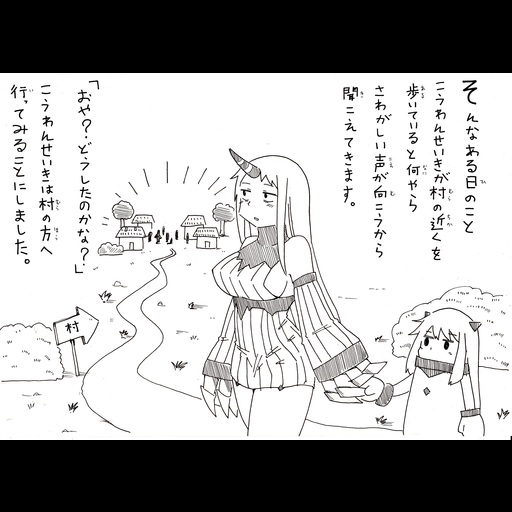 そんなある日のこと
こうわんせいきが村の近くを
歩いていると何やら
さわがしい声が向こうから
聞こえてきます。
「おや？どうしたのかな？」
こうわんせいきは村の方へ
行ってみることにしました。
村